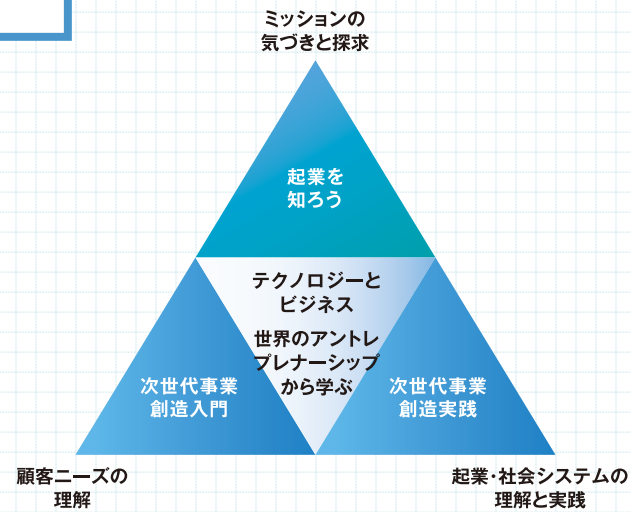 ミッションの
気づきと探求
起業を
知ろう
テクノロジーと
ビジネス
世界のアントレ
プレナーシップ
から学ぶ
次世代事業
創造入門
次世代事業
創造実践
顧客ニーズの
理解
起業・社会システムの
理解と実践